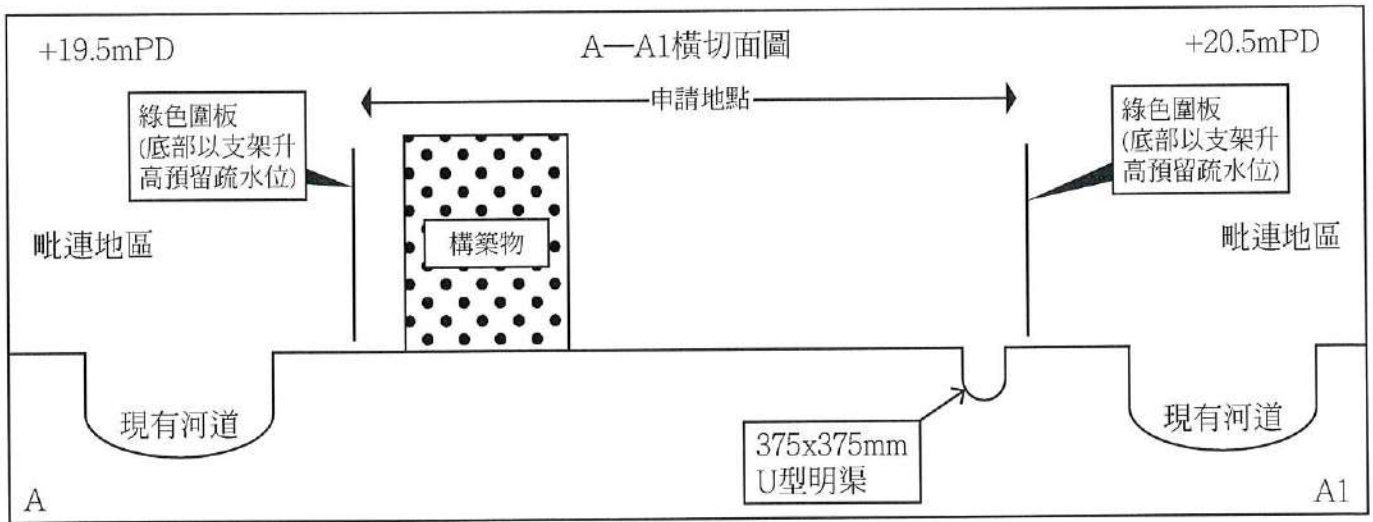 +19.5mPD
A—A1橫切面圖
+20.5mPD
申請地點
綠色圍板
(底部以支架升
高預留疏水位)
綠色圍板
(底部以支架升
高預留疏水位)
毗連地區
構築物
毗連地區
現有河道
375x375mm
U型明渠
現有河道
A
A1